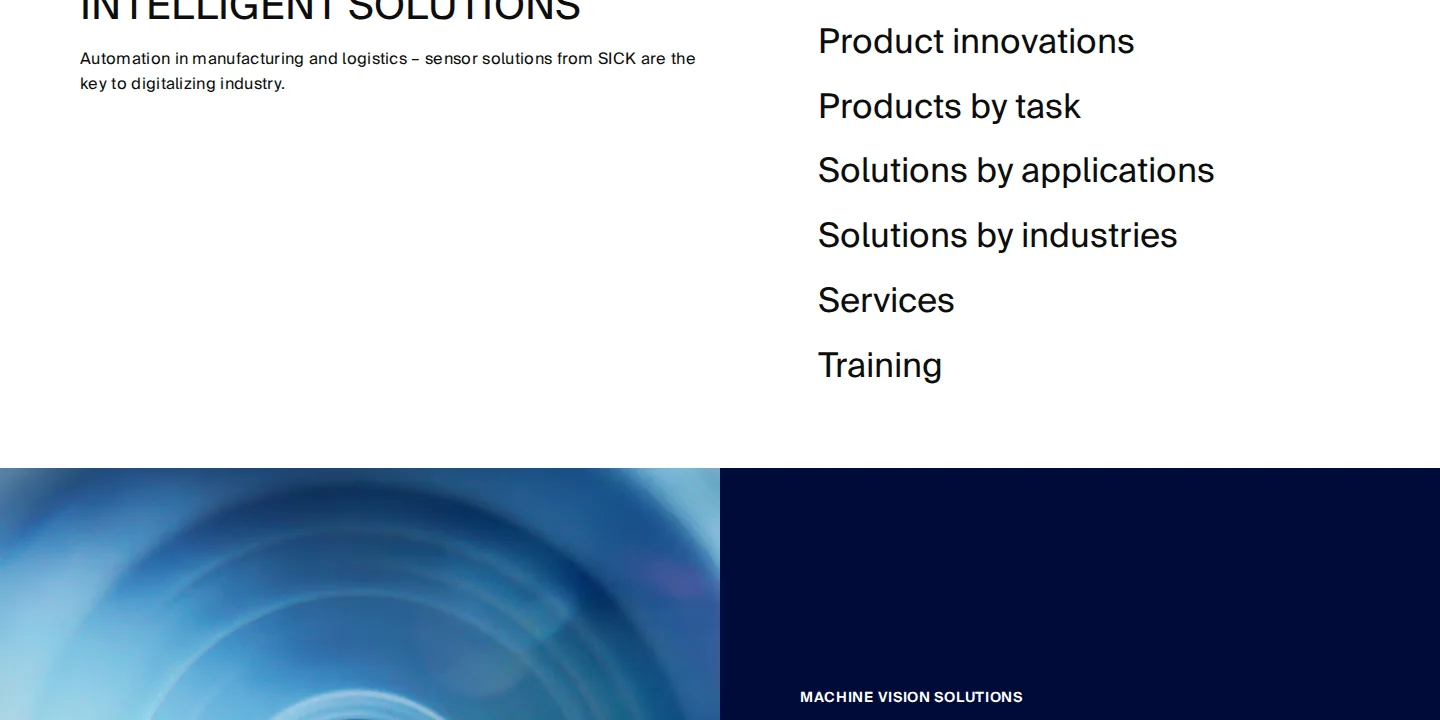 INTELLIGENT SOLUTIONS
Automation in manufacturing and logistics – sensor solutions from SICK are the
key to digitalizing industry.
Product innovations
Products by task
Solutions by applications
Solutions by industries
Services
Training
MACHINE VISION SOLUTIONS